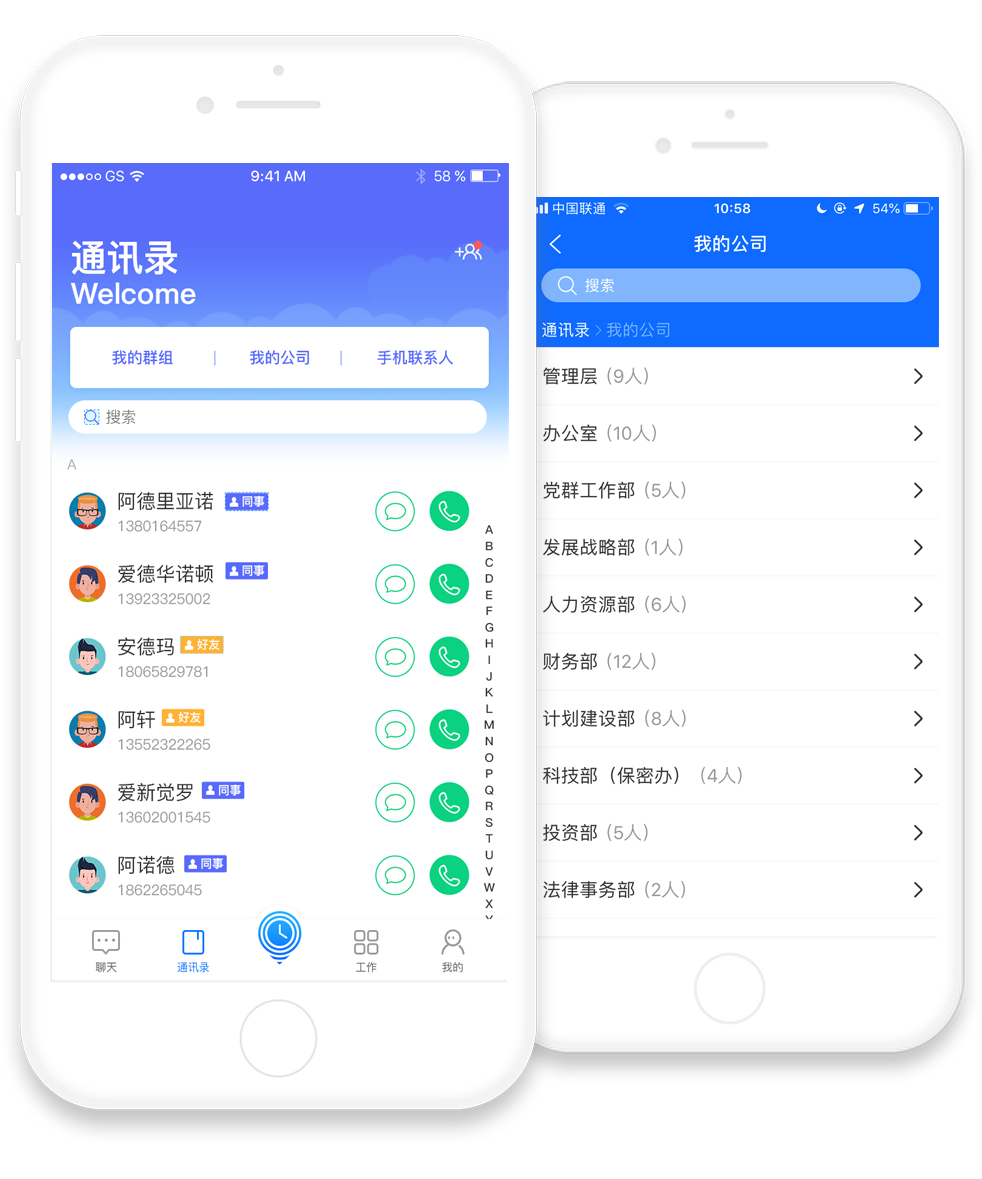 GS
9:41 AM
58 %
通讯录
Welcome
我的群组 | 我的公司 | 手机联系人
搜索
A
阿德里亚诺 同事
1380164557
爱德华诺顿 同事
13923325002
安德玛 好友
18065829781
阿轩 好友
13552322265
爱新觉罗 同事
13602001545
阿诺德 同事
1862265045
A
B
C
D
E
F
G
H
I
J
K
L
M
N
O
P
Q
R
S
T
U
V
W
X
聊天
通讯录
工作
我的
中国联通
10:58
54%
我的公司
搜索
通讯录 > 我的公司
管理层 (9人)
办公室 (10人)
党群工作部 (5人)
发展战略部 (1人)
人力资源部 (6人)
财务部 (12人)
计划建设部 (8人)
科技部（保密办） (4人)
投资部 (5人)
法律事务部 (2人)